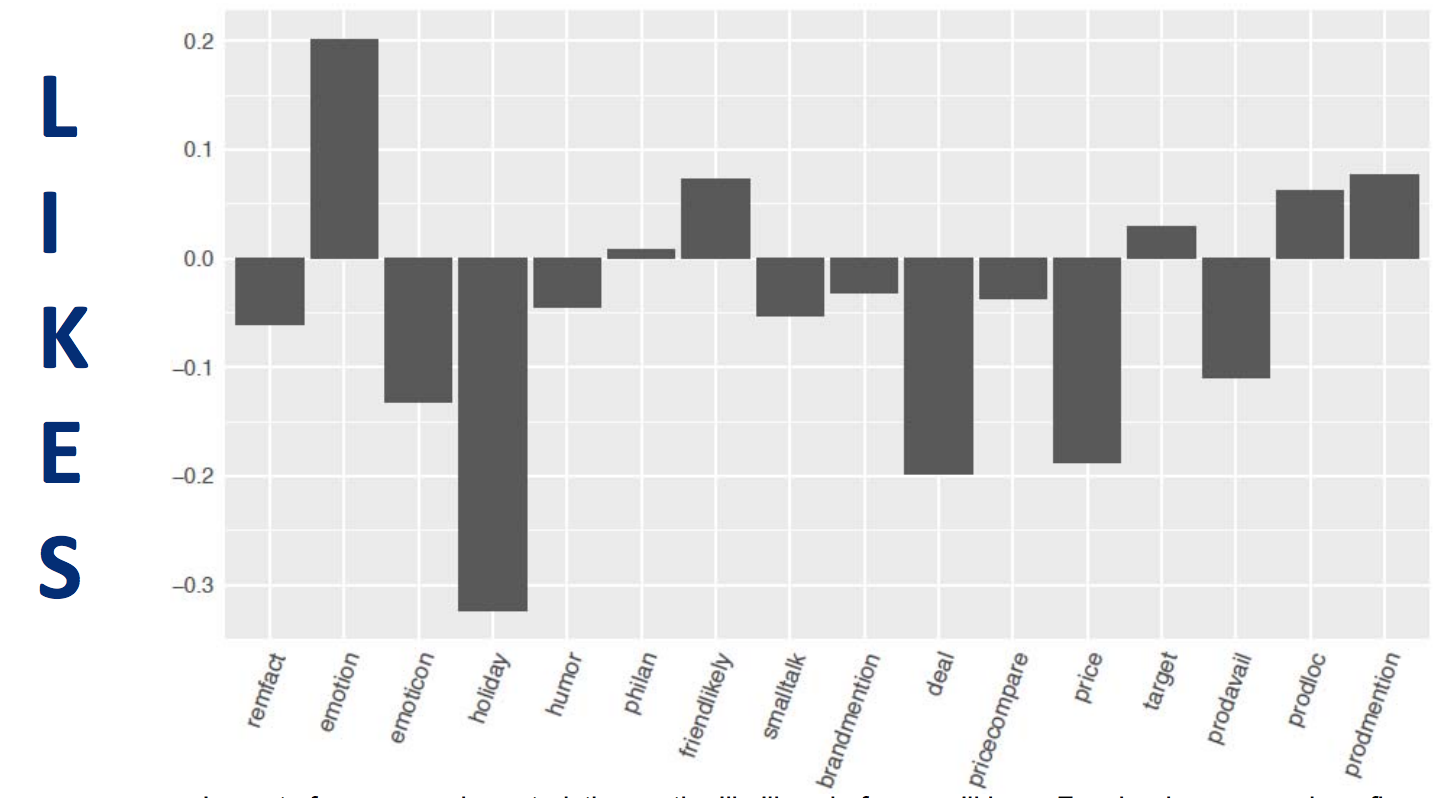 LIKES
0.2
0.1
0.0
−0.1
−0.2
−0.3
remfact
emotion
emoticon
holiday
humor
philan
friendlikely
smalltalk
brandmention
deal
pricecompare
price
target
prodavail
prodloc
prodmention